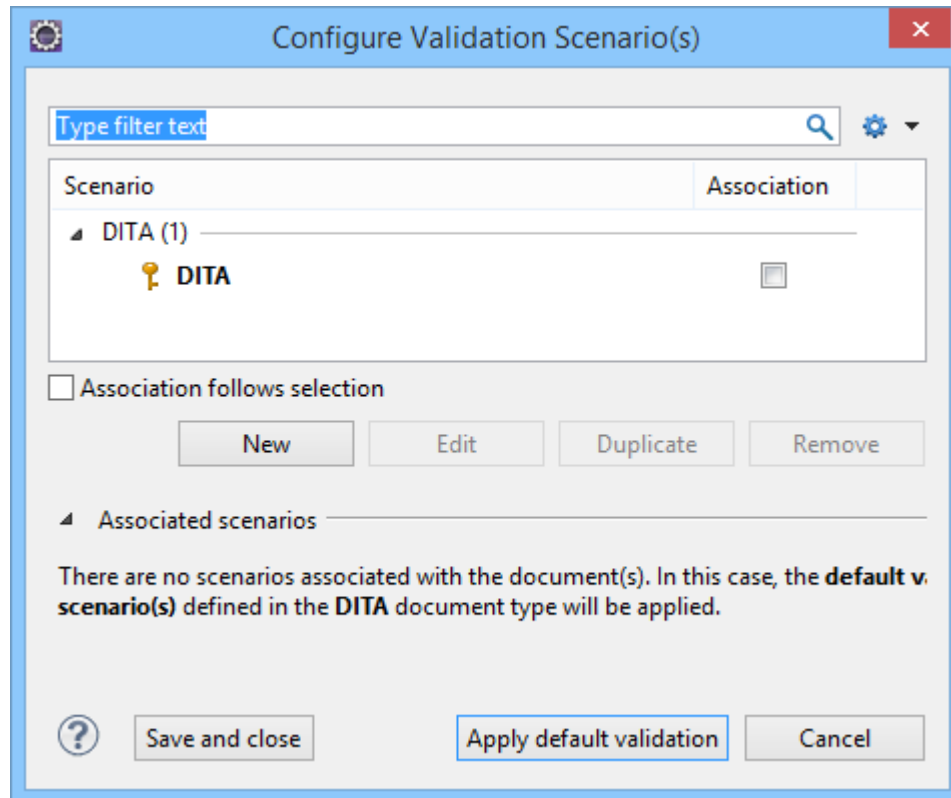 Configure Validation Scenario(s)
Type filter text
Scenario Association
DITA (1)
DITA
Association follows selection
New Edit Duplicate Remove
Associated scenarios
There are no scenarios associated with the document(s). In this case, the default
scenario(s) defined in the DITA document type will be applied.
Save and close Apply default validation Cancel